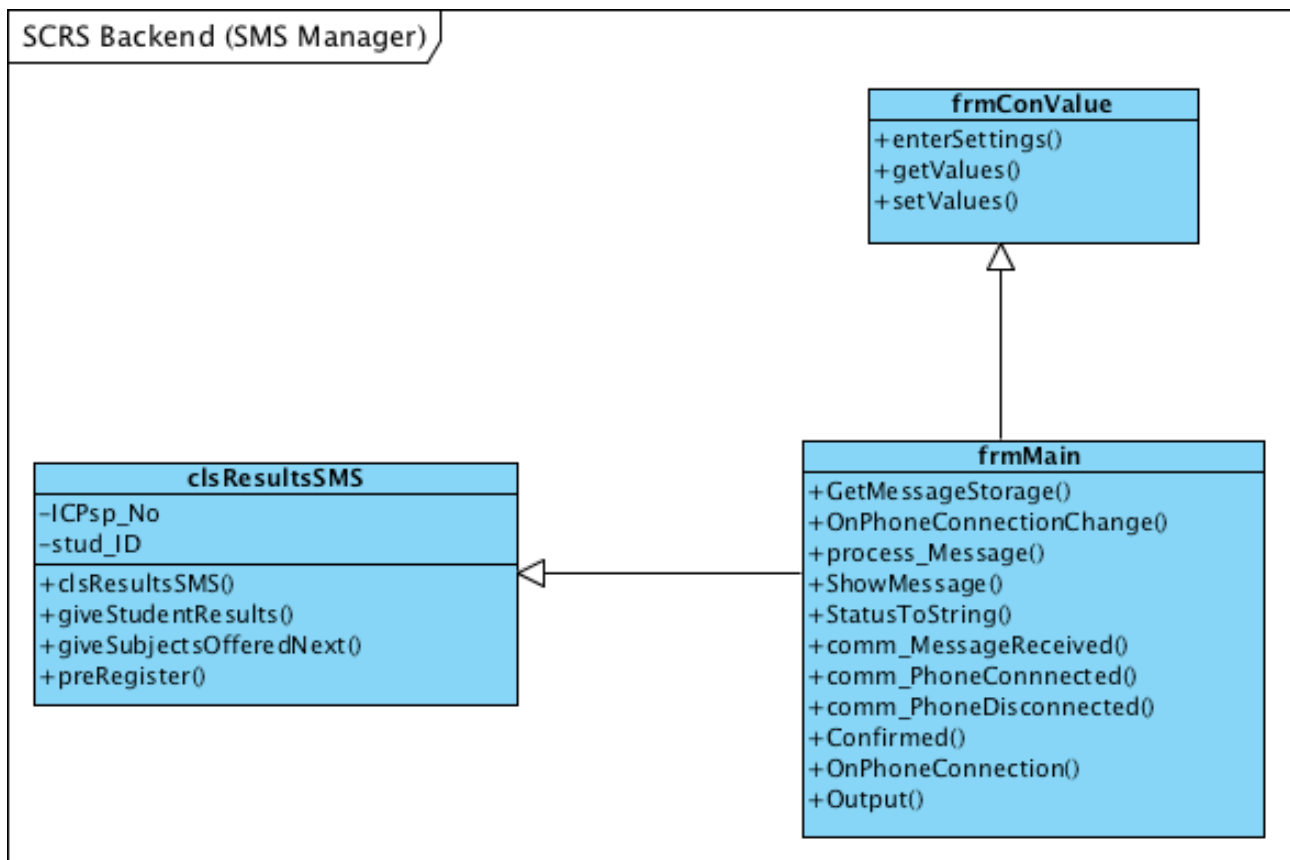 SCRS Backend (SMS Manager)
frmConValue
+enterSettings()
+getValues()
+setValues()
clsResultsSMS
-ICPsp_No
-stud_ID
+clsResultsSMS()
+giveStudentResults()
+giveSubjectsOfferedNext()
+preRegister()
frmMain
+GetMessageStorage()
+OnPhoneConnectionChange()
+process_Message()
+ShowMessage()
+StatusToString()
+comm_MessageReceived()
+comm_PhoneConnnected()
+comm_PhoneDisconnected()
+Confirmed()
+OnPhoneConnection()
+Output()